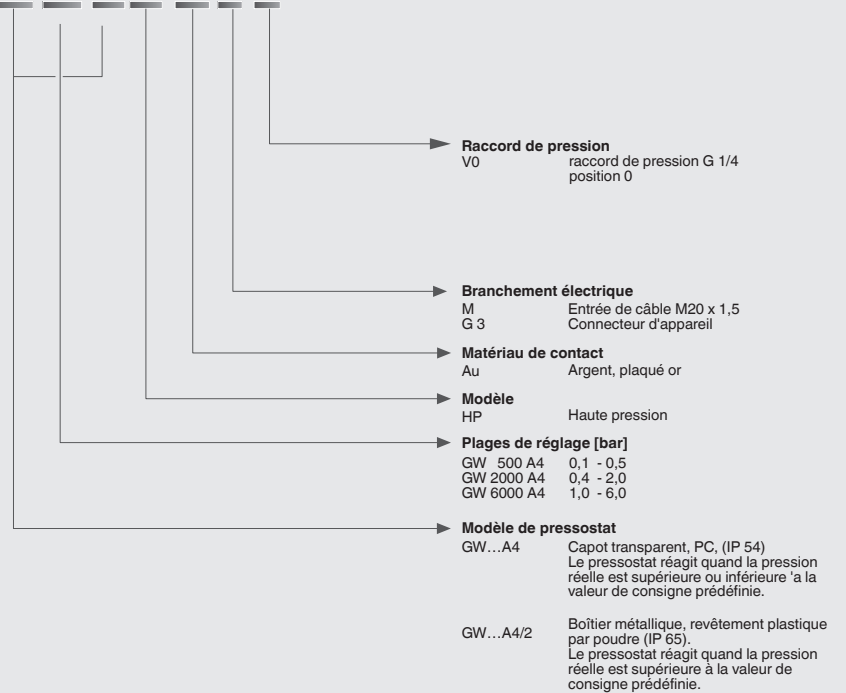 Raccord de pression
V0 raccord de pression G 1/4
position 0
Branchement électrique
M Entrée de câble M20 x 1,5
G 3 Connecteur d'appareil
Matériau de contact
Au Argent, plaqué or
Modèle
HP Haute pression
Plages de réglage [bar]
GW 500 A4 0,1 - 0,5
GW 2000 A4 0,4 - 2,0
GW 6000 A4 1,0 - 6,0
Modèle de pressostat
GW…A4 Capot transparent, PC, (IP 54)
Le pressostat réagit quand la pression
réelle est supérieure ou inférieure 'a la
valeur de consigne prédéfinie.
GW…A4/2 Boîtier métallique, revêtement plastique
par poudre (IP 65).
Le pressostat réagit quand la pression
réelle est supérieure à la valeur de
consigne prédéfinie.